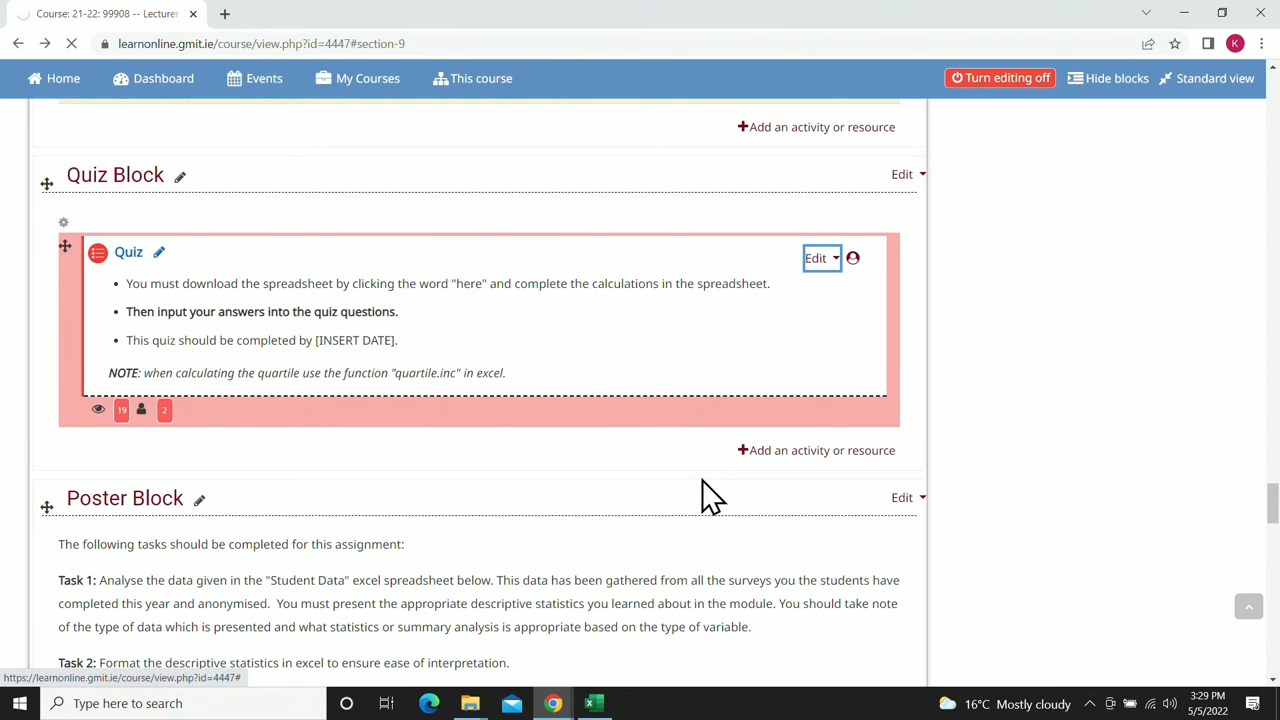 Course: 21-22: 99908 -- Lecturer
learnonline.gmit.ie/course/view.php?id=4447#section-9
K
Home Dashboard Events My Courses This course Turn editing off Hide blocks Standard view
Add an activity or resource
Quiz Block Edit
Quiz Edit
You must download the spreadsheet by clicking the word "here" and complete the calculations in the spreadsheet.
Then input your answers into the quiz questions.
This quiz should be completed by [INSERT DATE].
NOTE: when calculating the quartile use the function "quartile.inc" in excel.
19 2
Add an activity or resource
Poster Block Edit
The following tasks should be completed for this assignment:
Task 1: Analyse the data given in the "Student Data" excel spreadsheet below. This data has been gathered from all the surveys you the students have
completed this year and anonymised. You must present the appropriate descriptive statistics you learned about in the module. You should take note
of the type of data which is presented and what statistics or summary analysis is appropriate based on the type of variable.
Task 2: Format the descriptive statistics in excel to ensure ease of interpretation.
https://learnonline.gmit.ie/course/view.php?id=4447#
Type here to search 16°C Mostly cloudy 3:29 PM
5/5/2022